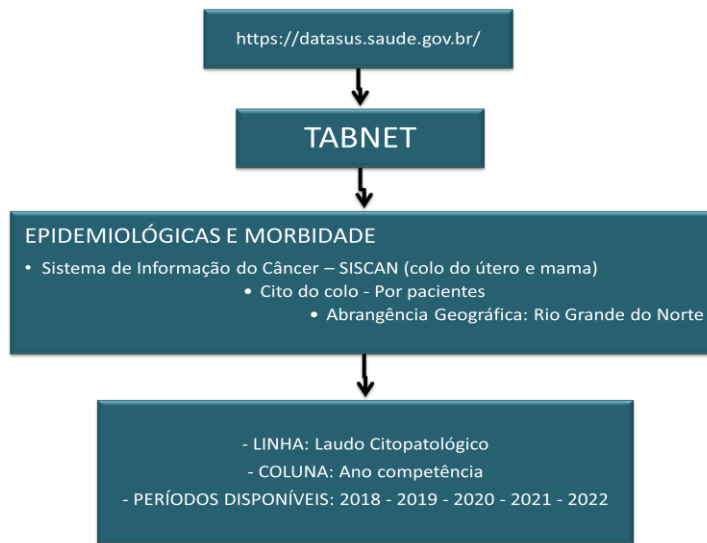 https://datasus.saude.gov.br/
TABNET
EPIDEMIOLÓGICAS E MORBIDADE
• Sistema de Informação do Câncer – SISCAN (colo do útero e mama)
• Cito do colo - Por pacientes
• Abrangência Geográfica: Rio Grande do Norte
- LINHA: Laudo Citopatológico
- COLUNA: Ano competência
- PERÍODOS DISPONÍVEIS: 2018 - 2019 - 2020 - 2021 - 2022